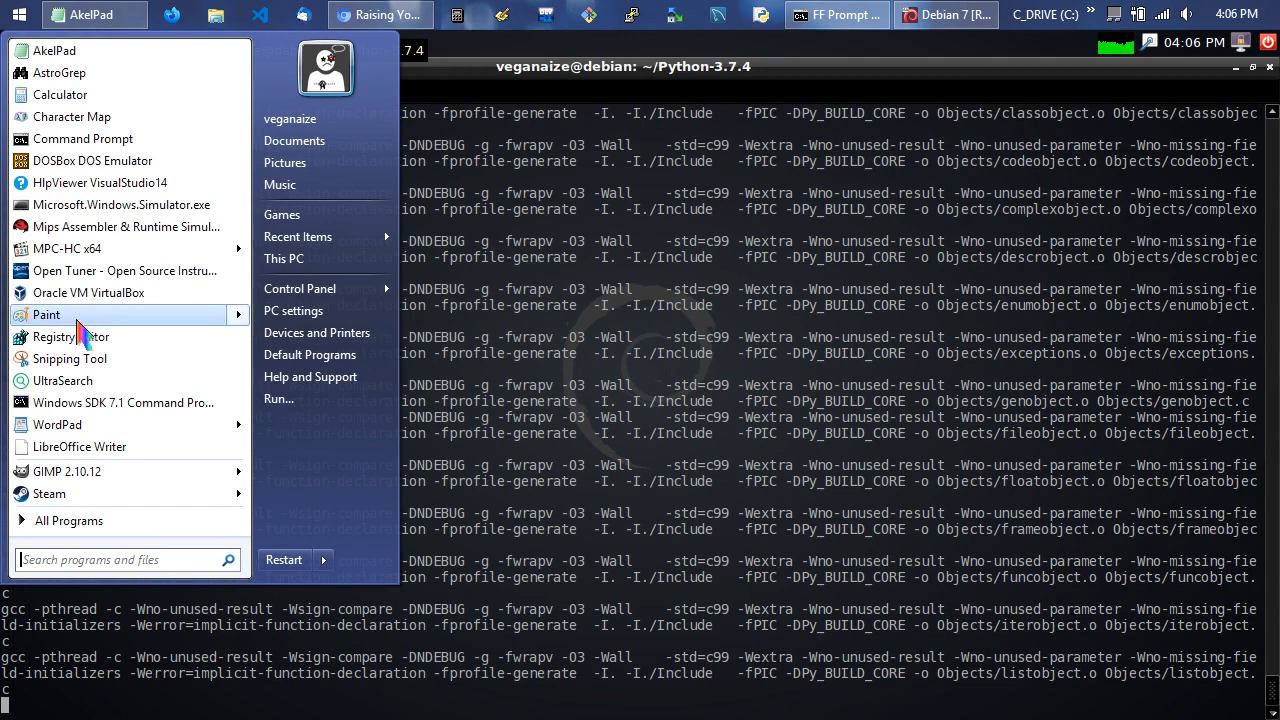 AkelPad
Raising Yo...
FF Prompt ...
Debian 7 [R...
C_DRIVE (C:)
4:06 PM
7.4
04:06 PM
veganaize@debian: ~/Python-3.7.4
AkelPad
AstroGrep
Calculator
Character Map
Command Prompt
DOSBox DOS Emulator
HlpViewer VisualStudio14
Microsoft.Windows.Simulator.exe
Mips Assembler & Runtime Simul...
MPC-HC x64
Open Tuner - Open Source Instru...
Oracle VM VirtualBox
Paint
Registry tor
Snipping Tool
UltraSearch
Windows SDK 7.1 Command Pro...
WordPad
LibreOffice Writer
GIMP 2.10.12
Steam
All Programs
Search programs and files
veganaize
Documents
Pictures
Music
Games
Recent Items
This PC
Control Panel
PC settings
Devices and Printers
Default Programs
Help and Support
Run...
Restart
claration -fprofile-generate -I. -I./Include -fPIC -DPy_BUILD_CORE -o Objects/classobject.o Objects/classobjec
-DNDEBUG -g -fwrapv -O3 -Wall -std=c99 -Wextra -Wno-unused-result -Wno-unused-parameter -Wno-missing-fie
claration -fprofile-generate -I. -I./Include -fPIC -DPy_BUILD_CORE -o Objects/codeobject.o Objects/codeobject.
-DNDEBUG -g -fwrapv -O3 -Wall -std=c99 -Wextra -Wno-unused-result -Wno-unused-parameter -Wno-missing-fie
claration -fprofile-generate -I. -I./Include -fPIC -DPy_BUILD_CORE -o Objects/complexobject.o Objects/complexo
-DNDEBUG -g -fwrapv -O3 -Wall -std=c99 -Wextra -Wno-unused-result -Wno-unused-parameter -Wno-missing-fie
claration -fprofile-generate -I. -I./Include -fPIC -DPy_BUILD_CORE -o Objects/descrobject.o Objects/descrobjec
-DNDEBUG -g -fwrapv -O3 -Wall -std=c99 -Wextra -Wno-unused-result -Wno-unused-parameter -Wno-missing-fie
claration -fprofile-generate -I. -I./Include -fPIC -DPy_BUILD_CORE -o Objects/enumobject.o Objects/enumobject.
-DNDEBUG -g -fwrapv -O3 -Wall -std=c99 -Wextra -Wno-unused-result -Wno-unused-parameter -Wno-missing-fie
claration -fprofile-generate -I. -I./Include -fPIC -DPy_BUILD_CORE -o Objects/exceptions.o Objects/exceptions.
-DNDEBUG -g -fwrapv -O3 -Wall -std=c99 -Wextra -Wno-unused-result -Wno-unused-parameter -Wno-missing-fie
claration -fprofile-generate -I. -I./Include -fPIC -DPy_BUILD_CORE -o Objects/genobject.o Objects/genobject.c
-DNDEBUG -g -fwrapv -O3 -Wall -std=c99 -Wextra -Wno-unused-result -Wno-unused-parameter -Wno-missing-fie
claration -fprofile-generate -I. -I./Include -fPIC -DPy_BUILD_CORE -o Objects/fileobject.o Objects/fileobject.
-DNDEBUG -g -fwrapv -O3 -Wall -std=c99 -Wextra -Wno-unused-result -Wno-unused-parameter -Wno-missing-fie
claration -fprofile-generate -I. -I./Include -fPIC -DPy_BUILD_CORE -o Objects/floatobject.o Objects/floatobjec
-DNDEBUG -g -fwrapv -O3 -Wall -std=c99 -Wextra -Wno-unused-result -Wno-unused-parameter -Wno-missing-fie
claration -fprofile-generate -I. -I./Include -fPIC -DPy_BUILD_CORE -o Objects/frameobject.o Objects/frameobjec
-DNDEBUG -g -fwrapv -O3 -Wall -std=c99 -Wextra -Wno-unused-result -Wno-unused-parameter -Wno-missing-fie
claration -fprofile-generate -I. -I./Include -fPIC -DPy_BUILD_CORE -o Objects/funcobject.o Objects/funcobject.
c
gcc -pthread -c -Wno-unused-result -Wsign-compare -DNDEBUG -g -fwrapv -O3 -Wall -std=c99 -Wextra -Wno-unused-result -Wno-unused-parameter -Wno-missing-fie
ld-initializers -Werror=implicit-function-declaration -fprofile-generate -I. -I./Include -fPIC -DPy_BUILD_CORE -o Objects/iterobject.o Objects/iterobject.
c
gcc -pthread -c -Wno-unused-result -Wsign-compare -DNDEBUG -g -fwrapv -O3 -Wall -std=c99 -Wextra -Wno-unused-result -Wno-unused-parameter -Wno-missing-fie
ld-initializers -Werror=implicit-function-declaration -fprofile-generate -I. -I./Include -fPIC -DPy_BUILD_CORE -o Objects/listobject.o Objects/listobject.
c